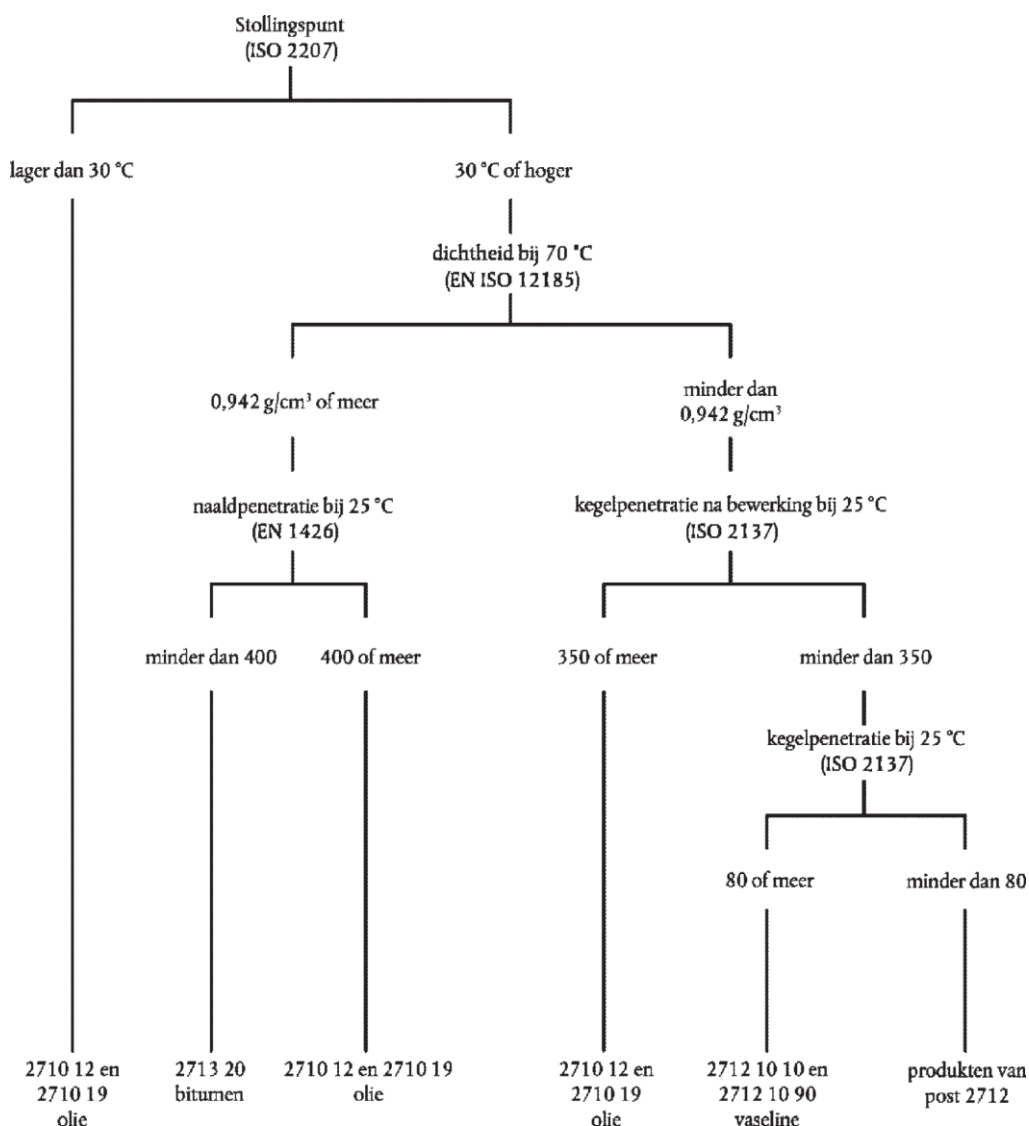 Stollingspunt
(ISO 2207)
lager dan 30 °C
30 °C of hoger
dichtheid bij 70 °C
(EN ISO 12185)
0,942 g/cm³ of meer
minder dan
0,942 g/cm³
naaldpenetratie bij 25 °C
(EN 1426)
kegelpenetratie na bewerking bij 25 °C
(ISO 2137)
minder dan 400
400 of meer
350 of meer
minder dan 350
kegelpenetratie bij 25 °C
(ISO 2137)
80 of meer
minder dan 80
2710 12 en
2710 19
olie
2713 20
bitumen
2710 12 en 2710 19
olie
2710 12 en
2710 19
olie
2712 10 10 en
2712 10 90
vaseline
produkten van
post 2712